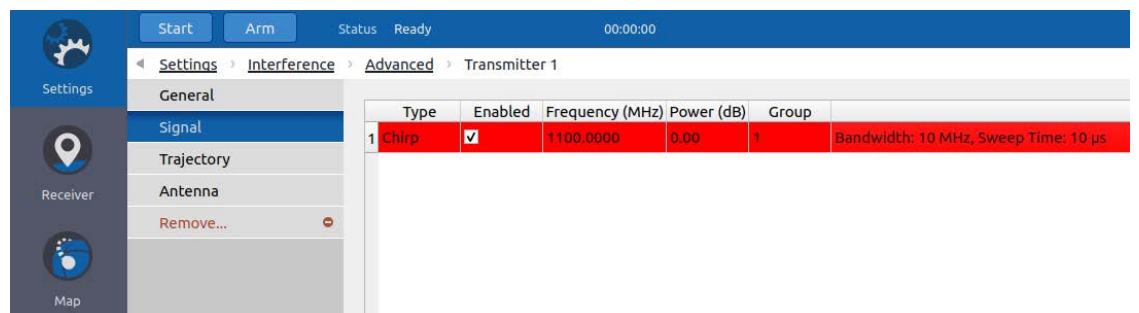 Start Arm Status Ready 00:00:00
Settings Interference Advanced Transmitter 1
Settings
General
Signal
Trajectory
Antenna
Remove...
Receiver
Map
Type Enabled Frequency (MHz) Power (dB) Group
1 Chirp 1100.0000 0.00 1 Bandwidth: 10 MHz, Sweep Time: 10 µs